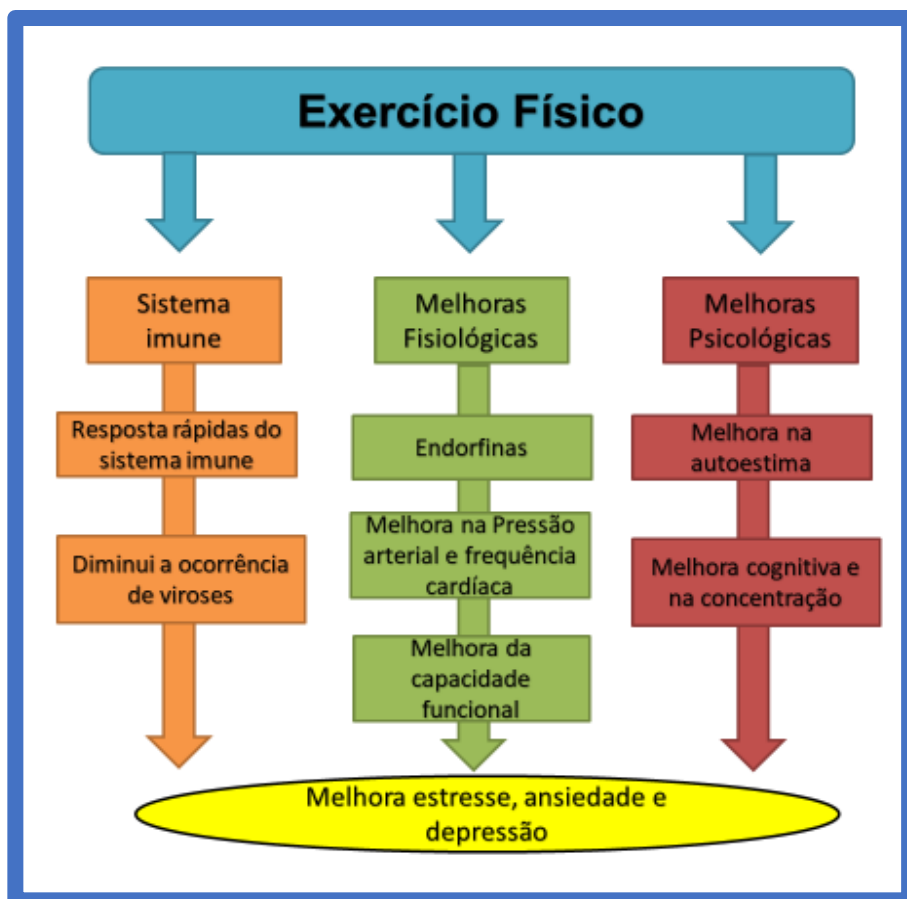 Exercício Físico
Sistema
imune
Resposta rápidas do
sistema imune
Diminui a ocorrência
de viroses
Melhoras
Fisiológicas
Endorfinas
Melhora na Pressão
arterial e frequência
cardíaca
Melhora da
capacidade
funcional
Melhoras
Psicológicas
Melhora na
autoestima
Melhora cognitiva e
na concentração
Melhora estresse, ansiedade e
depressão